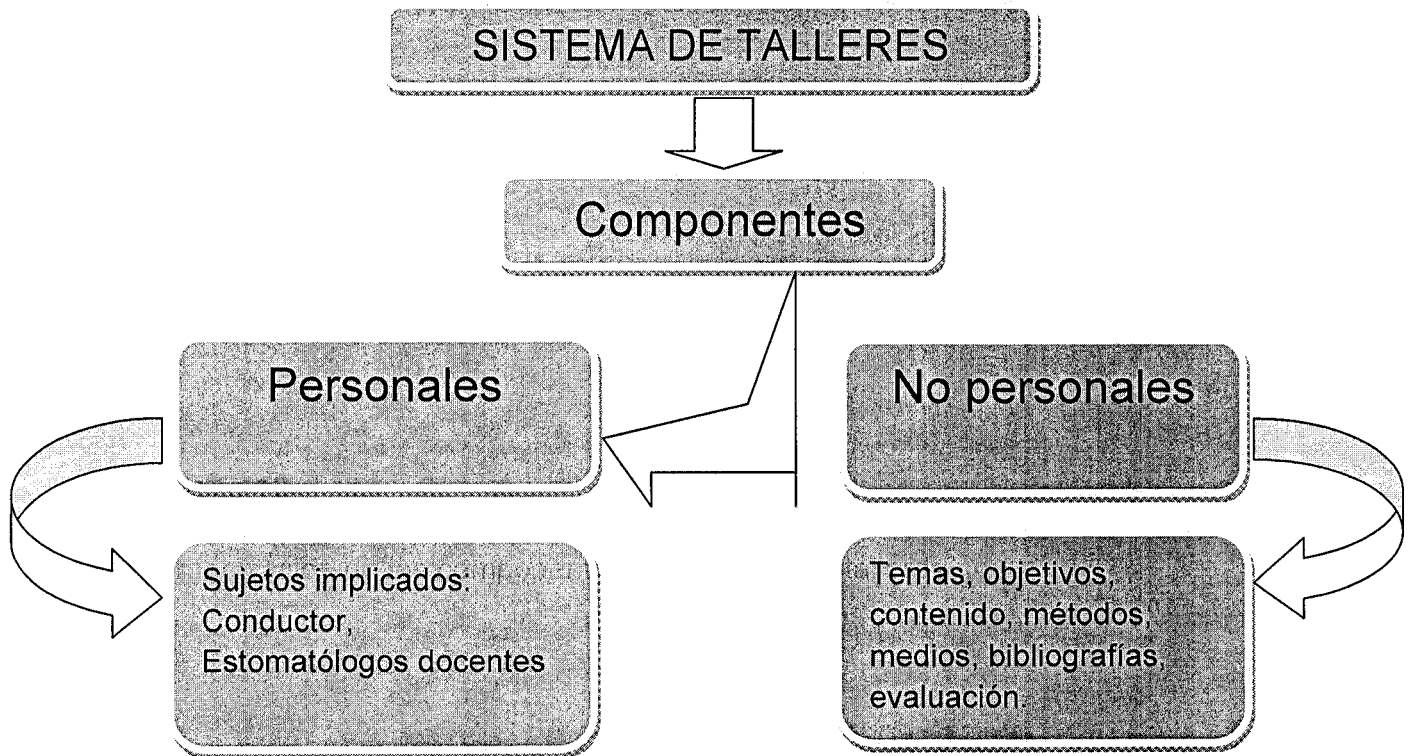 SISTEMA DE TALLERES
Componentes
Personales
No personales
Sujetos implicados:
Conductor,
Estomatólogos docentes
Temas, objetivos,
contenido, métodos,
medios, bibliografías,
evaluación.